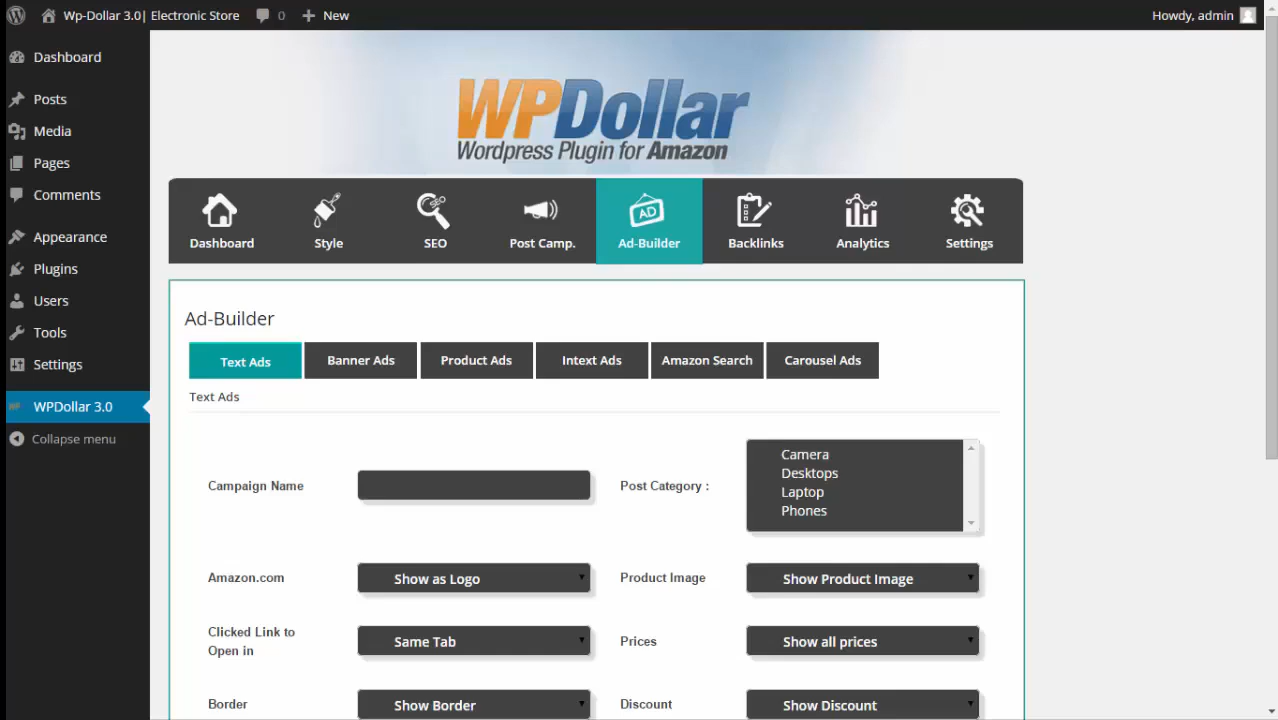 Wp-Dollar 3.0| Electronic Store 0 New Howdy, admin
Dashboard
Posts
Media
Pages
Comments
Appearance
Plugins
Users
Tools
Settings
WPDollar 3.0
Collapse menu
WPDollar
Wordpress Plugin for Amazon
Dashboard Style SEO Post Camp. AD Ad-Builder Backlinks Analytics Settings
Ad-Builder
Text Ads Banner Ads Product Ads Intext Ads Amazon Search Carousel Ads
Text Ads
Campaign Name
Post Category :
Camera
Desktops
Laptop
Phones
Amazon.com Show as Logo Product Image Show Product Image
Clicked Link to
Open in
Same Tab Prices Show all prices
Border Show Border Discount Show Discount